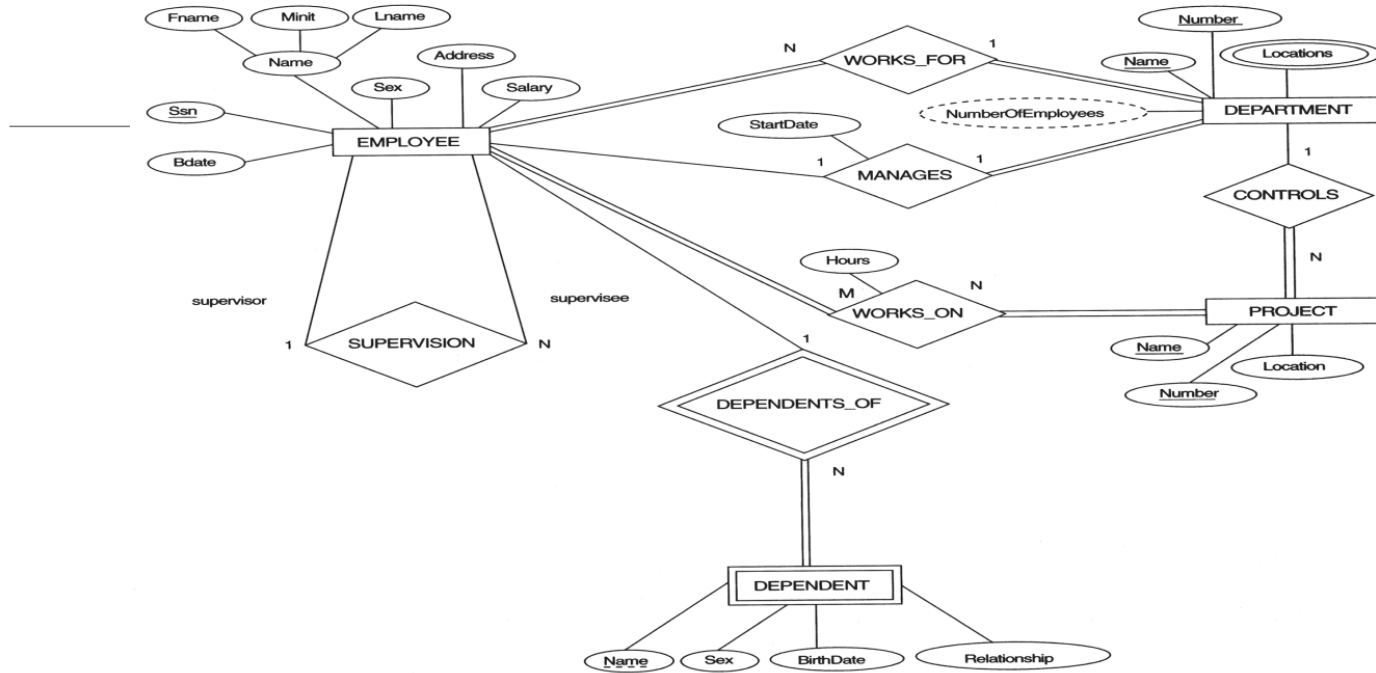 Fname
Minit
Lname
Number
Name
Address
N
1
WORKS_FOR
Locations
Name
Sex
Salary
Ssn
NumberOfEmployees
DEPARTMENT
StartDate
EMPLOYEE
Bdate
1
1
MANAGES
1
CONTROLS
Hours
N
supervisor
supervisee
M
N
WORKS_ON
PROJECT
1
SUPERVISION
N
1
Name
Location
Number
DEPENDENTS_OF
N
DEPENDENT
Name
Sex
BirthDate
Relationship